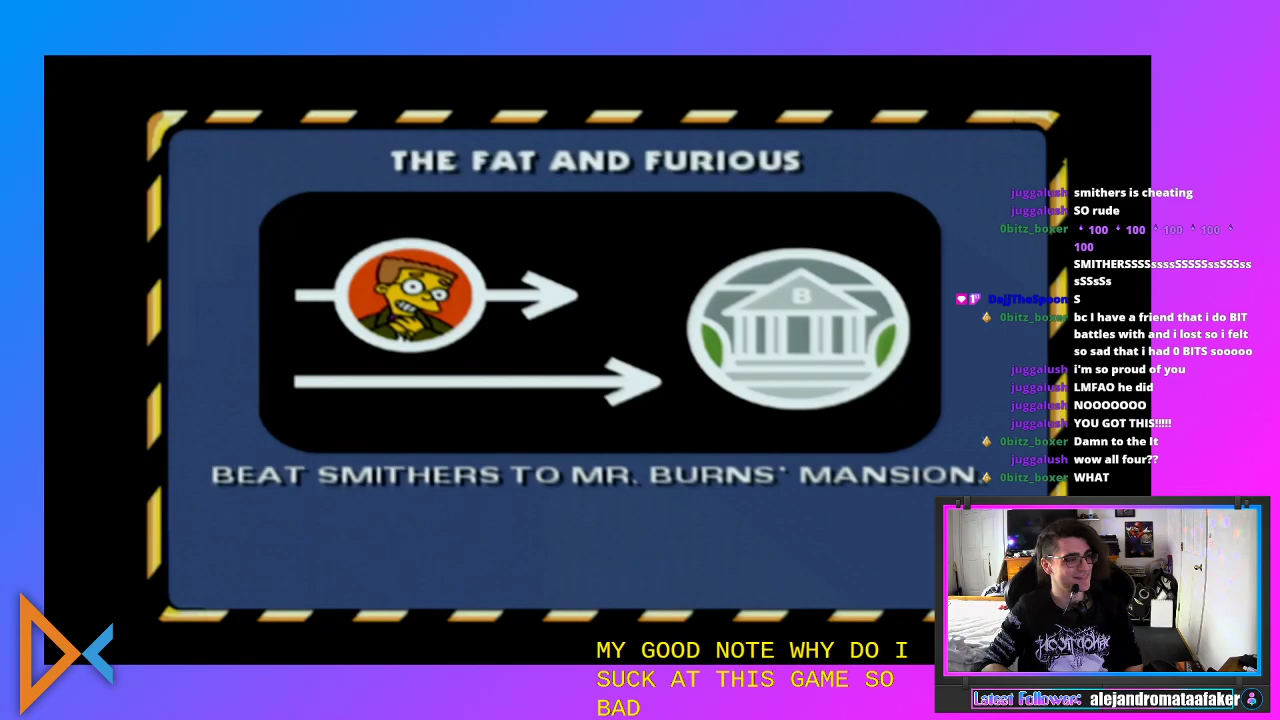 THE FAT AND FURIOUS
B
BEAT SMITHERS TO MR. BURNS' MANSION.
juggalush smithers is cheating
juggalush SO rude
0bitz_boxer 100 100 100 100
100
SMITHERSSSSssssSSSSSssSSSss
sSSsSs
DajjTheSpoon S
0bitz_boxer bc I have a friend that i do BIT
battles with and i lost so i felt
so sad that i had 0 BITS sooooo
juggalush i'm so proud of you
juggalush LMFAO he did
juggalush NOOOOOOO
juggalush YOU GOT THIS!!!!!
0bitz_boxer Damn to the It
juggalush wow all four??
0bitz_boxer WHAT
MY GOOD NOTE WHY DO I
SUCK AT THIS GAME SO
BAD
Latest Follower: alejandromataafaker